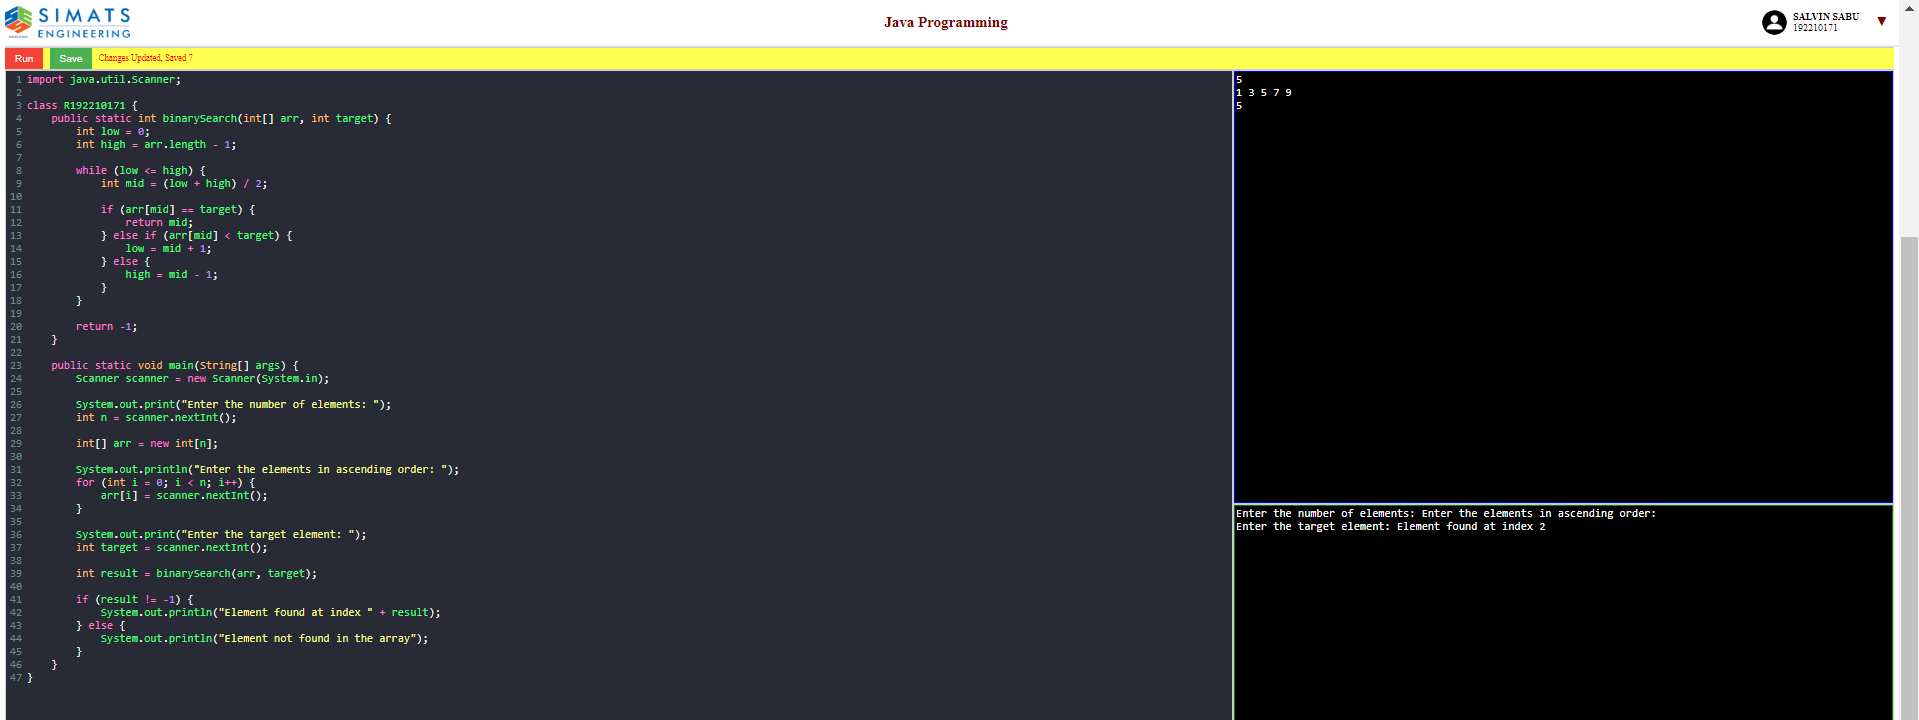 SIMATS
ENGINEERING
Java Programming
SALVIN SABU
192210171
▼
Run
Save
Changes Updated, Saved 7
1 import java.util.Scanner;
2
3 class R192210171 {
4     public static int binarySearch(int[] arr, int target) {
5         int low = 0;
6         int high = arr.length - 1;
7
8         while (low <= high) {
9             int mid = (low + high) / 2;
10
11             if (arr[mid] == target) {
12                 return mid;
13             } else if (arr[mid] < target) {
14                 low = mid + 1;
15             } else {
16                 high = mid - 1;
17             }
18         }
19
20         return -1;
21     }
22
23     public static void main(String[] args) {
24         Scanner scanner = new Scanner(System.in);
25
26         System.out.print("Enter the number of elements: ");
27         int n = scanner.nextInt();
28
29         int[] arr = new int[n];
30
31         System.out.println("Enter the elements in ascending order: ");
32         for (int i = 0; i < n; i++) {
33             arr[i] = scanner.nextInt();
34         }
35
36         System.out.print("Enter the target element: ");
37         int target = scanner.nextInt();
38
39         int result = binarySearch(arr, target);
40
41         if (result != -1) {
42             System.out.println("Element found at index " + result);
43         } else {
44             System.out.println("Element not found in the array");
45         }
46     }
47 }
5
1 3 5 7 9
5
Enter the number of elements: Enter the elements in ascending order:
Enter the target element: Element found at index 2